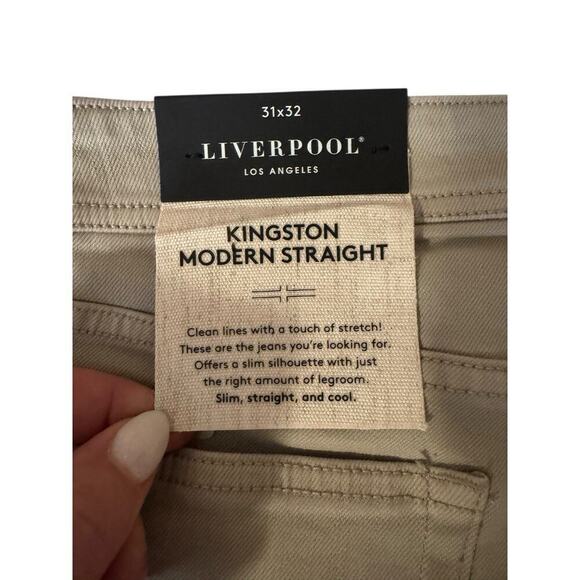 31x32
LIVERPOOL®
LOS ANGELES
KINGSTON
MODERN STRAIGHT
Clean lines with a touch of stretch!
These are the jeans you're looking for.
Offers a slim silhouette with just
the right amount of legroom.
Slim, straight, and cool.